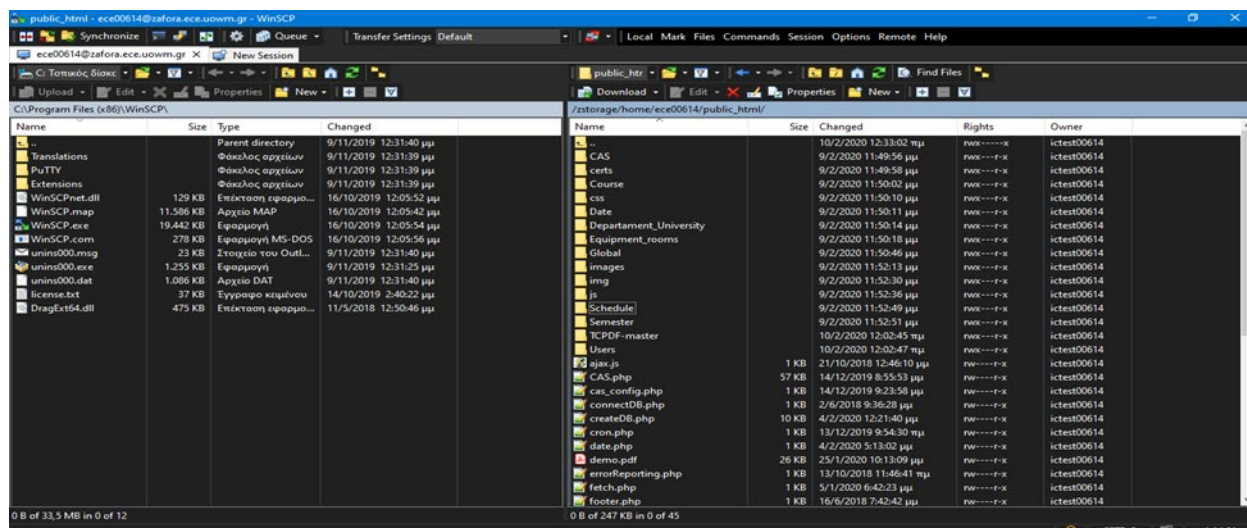 public_html - ece00614@zafora.ece.uowm.gr - WinSCP
Synchronize Queue Transfer Settings Default Local Mark Files Commands Session Options Remote Help
ece00614@zafora.ece.uowm.gr X New Session
C: Τοπικός δίσκς public_htr Find Files
Upload Edit Properties New Download Edit Properties New
C:\Program Files (x86)\WinSCP\ /zstorage/home/ece00614/public_html/
Name Size Type Changed Name Size Changed Rights Owner
.. Parent directory 9/11/2019 12:31:40 μμ .. 10/2/2020 12:33:02 πμ rwx-----x ictest00614
Translations Φάκελος αρχείων 9/11/2019 12:31:39 μμ CAS 9/2/2020 11:49:56 μμ rwx---r-x ictest00614
PuTTY Φάκελος αρχείων 9/11/2019 12:31:39 μμ certs 9/2/2020 11:49:58 μμ rwx---r-x ictest00614
Extensions Φάκελος αρχείων 9/11/2019 12:31:39 μμ Course 9/2/2020 11:50:02 μμ rwx---r-x ictest00614
WinSCPnet.dll 129 KB Επέκταση εφαρμο... 16/10/2019 12:05:52 μμ css 9/2/2020 11:50:10 μμ rwx---r-x ictest00614
WinSCP.map 11.586 KB Αρχείο MAP 16/10/2019 12:05:42 μμ Date 9/2/2020 11:50:11 μμ rwx---r-x ictest00614
WinSCP.exe 19.442 KB Εφαρμογή 16/10/2019 12:05:54 μμ Departament_University 9/2/2020 11:50:14 μμ rwx---r-x ictest00614
WinSCP.com 278 KB Εφαρμογή MS-DOS 16/10/2019 12:05:56 μμ Equipment_rooms 9/2/2020 11:50:18 μμ rwx---r-x ictest00614
unins000.msg 23 KB Στοιχείο του Outl... 9/11/2019 12:31:40 μμ Global 9/2/2020 11:50:46 μμ rwx---r-x ictest00614
unins000.exe 1.255 KB Εφαρμογή 9/11/2019 12:31:25 μμ images 9/2/2020 11:52:13 μμ rwx---r-x ictest00614
unins000.dat 1.086 KB Αρχείο DAT 9/11/2019 12:31:40 μμ img 9/2/2020 11:52:30 μμ rwx---r-x ictest00614
license.txt 37 KB Έγγραφο κειμένου 14/10/2019 2:40:22 μμ js 9/2/2020 11:52:36 μμ rwx---r-x ictest00614
DragExt64.dll 475 KB Επέκταση εφαρμο... 11/5/2018 12:50:46 μμ Schedule 9/2/2020 11:52:49 μμ rwx---r-x ictest00614
Semester 9/2/2020 11:52:51 μμ rwx---r-x ictest00614
TCPDF-master 10/2/2020 12:02:45 πμ rwx---r-x ictest00614
Users 10/2/2020 12:02:47 πμ rwx---r-x ictest00614
ajax.js 1 KB 21/10/2018 12:46:10 μμ rw----r-x ictest00614
CAS.php 57 KB 14/12/2019 8:55:53 μμ rw----r-x ictest00614
cas_config.php 1 KB 14/12/2019 9:23:58 μμ rw----r-x ictest00614
connectDB.php 1 KB 2/6/2018 9:36:28 μμ rw----r-x ictest00614
createDB.php 10 KB 4/2/2020 12:21:40 μμ rw----r-x ictest00614
cron.php 1 KB 13/12/2019 9:54:30 πμ rw----r-x ictest00614
date.php 1 KB 4/2/2020 5:13:02 μμ rw----r-x ictest00614
demo.pdf 26 KB 25/1/2020 10:13:09 μμ rw----r-x ictest00614
errorReporting.php 1 KB 13/10/2018 11:46:41 πμ rw----r-x ictest00614
fetch.php 1 KB 5/1/2020 6:42:23 μμ rw----r-x ictest00614
footer.php 1 KB 16/6/2018 7:42:42 μμ rw----r-x ictest00614
0 B of 33,5 MB in 0 of 12 0 B of 247 KB in 0 of 45